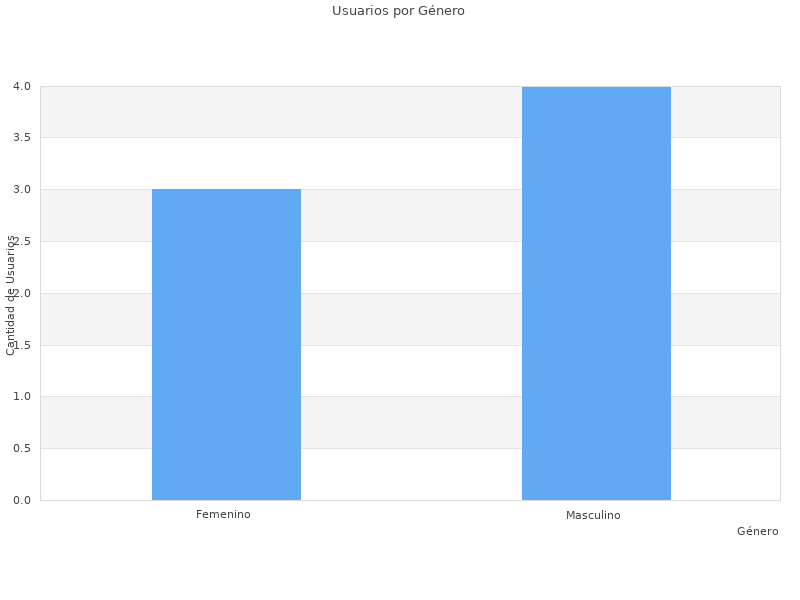 Usuarios por Género
4.0
3.5
3.0
2.5
2.0
1.5
1.0
0.5
0.0
Cantidad de Usuarios
Femenino
Masculino
Género